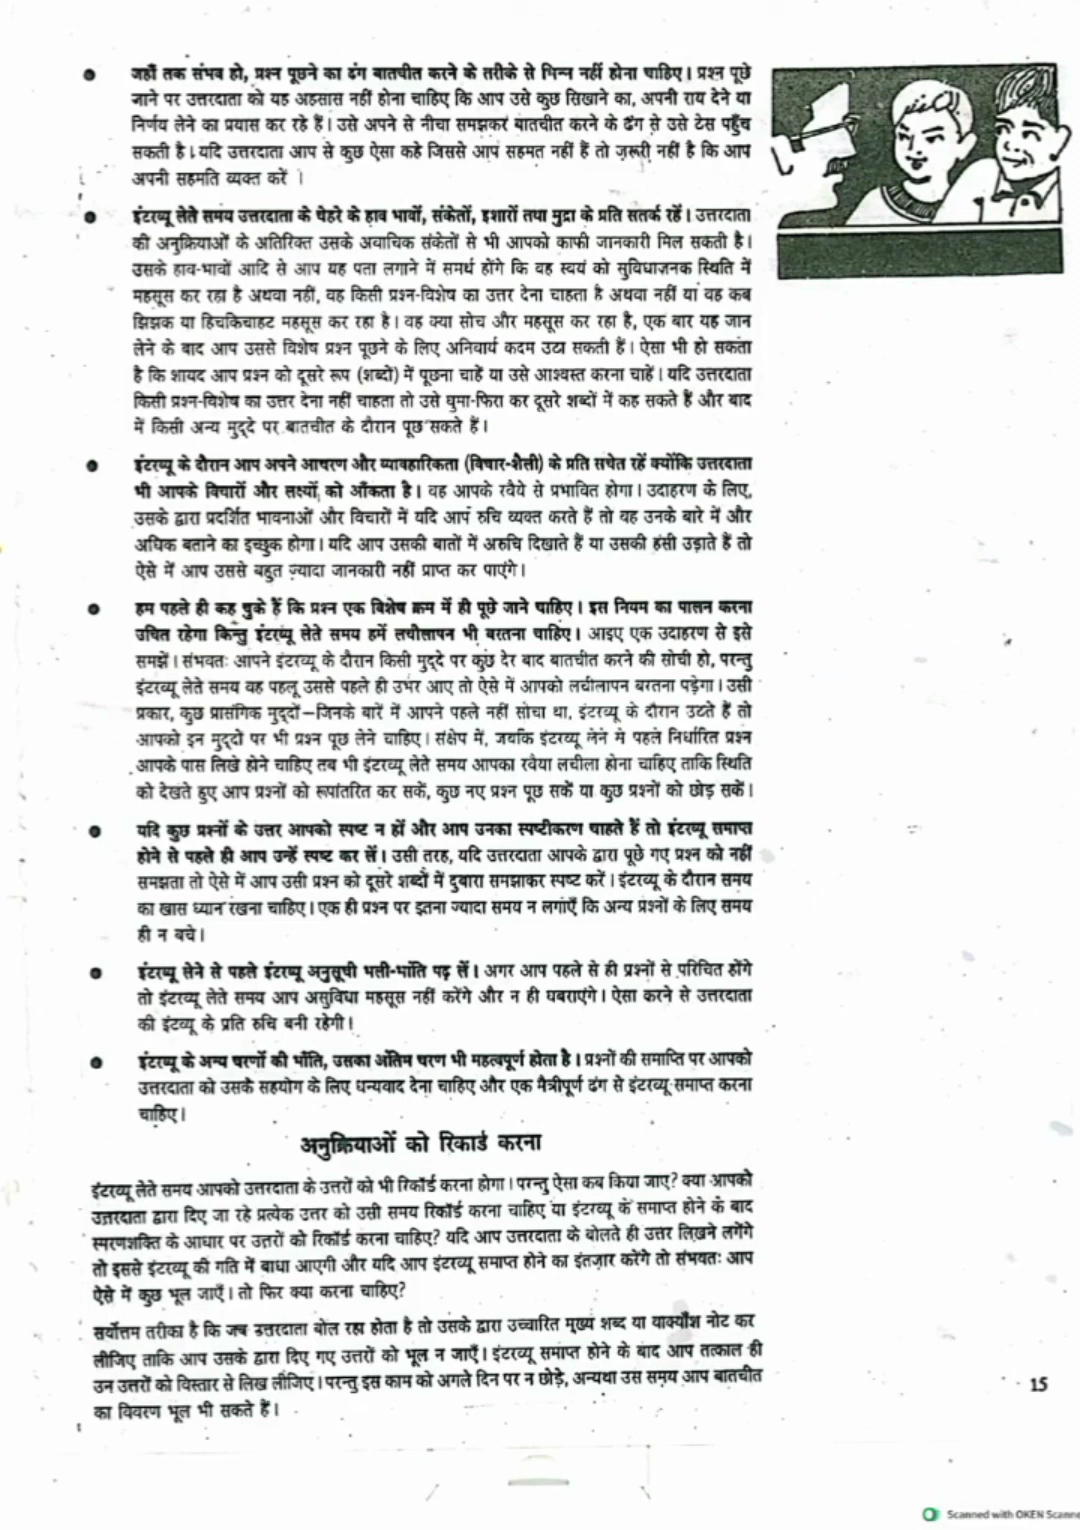 ● जहाँ तक संभव हो, प्रश्न पूछने का ढंग बातचीत करने के तरीके से भिन्न नहीं होना चाहिए। प्रश्न पूछे
जाने पर उत्तरदाता को यह अहसास नहीं होना चाहिए कि आप उसे कुछ सिखाने का, अपनी राय देने या
निर्णय लेने का प्रयास कर रहे हैं। उसे अपने से नीचा समझकर बातचीत करने के ढंग से उसे टेस पहुँच
सकती है। यदि उत्तरदाता आप से कुछ ऐसा कहे जिससे आप सहमत नहीं हैं तो ज़रूरी नहीं है कि आप
अपनी सहमति व्यक्त करें ।
● इंटरव्यू लेते समय उत्तरदाता के चेहरे के हाव भावों, संकेतों, इशारों तथा मुद्रा के प्रति सतर्क रहें। उत्तरदाता
की अनुक्रियाओं के अतिरिक्त उसके अवाचिक संकेतों से भी आपको काफी जानकारी मिल सकती है।
उसके हाव-भावों आदि से आप यह पता लगाने में समर्थ होंगे कि वह स्वयं को सुविधाजनक स्थिति में
महसूस कर रहा है अथवा नहीं, वह किसी प्रश्न-विशेष का उत्तर देना चाहता है अथवा नहीं या वह कब
झिझक या हिचकिचाहट महसूस कर रहा है। वह क्या सोच और महसूस कर रहा है, एक बार यह जान
लेने के बाद आप उससे विशेष प्रश्न पूछने के लिए अनिवार्य कदम उठा सकती हैं। ऐसा भी हो सकता
है कि शायद आप प्रश्न को दूसरे रूप (शब्दों) में पूछना चाहें या उसे आश्वस्त करना चाहें। यदि उत्तरदाता
किसी प्रश्न-विशेष का उत्तर देना नहीं चाहता तो उसे घुमा-फिरा कर दूसरे शब्दों में कह सकते हैं और बाद
में किसी अन्य मुद्दे पर बातचीत के दौरान पूछ सकते हैं।
● इंटरव्यू के दौरान आप अपने आचरण और व्यावहारिकता (विचार-शैली) के प्रति सचेत रहें क्योंकि उत्तरदाता
भी आपके विचारों और लक्ष्यों को आँकता है। वह आपके रवैये से प्रभावित होगा। उदाहरण के लिए,
उसके द्वारा प्रदर्शित भावनाओं और विचारों में यदि आप रुचि व्यक्त करते हैं तो वह उनके बारे में और
अधिक बताने का इच्छुक होगा। यदि आप उसकी बातों में अरुचि दिखाते हैं या उसकी हंसी उड़ाते हैं तो
ऐसे में आप उससे बहुत ज़्यादा जानकारी नहीं प्राप्त कर पाएंगे।
● हम पहले ही कह चुके हैं कि प्रश्न एक विशेष क्रम में ही पूछे जाने चाहिए। इस नियम का पालन करना
उचित रहेगा किन्तु इंटरव्यू लेते समय हमें लचीलापन भी बरतना चाहिए। आइए एक उदाहरण से इसे
समझें। संभवतः आपने इंटरव्यू के दौरान किसी मुद्दे पर कुछ देर बाद बातचीत करने की सोची हो, परन्तु
इंटरव्यू लेते समय वह पहलू उससे पहले ही उभर आए तो ऐसे में आपको लचीलापन बरतना पड़ेगा। उसी
प्रकार, कुछ प्रासंगिक मुद्दों—जिनके बारें में आपने पहले नहीं सोचा था, इंटरव्यू के दौरान उटते हैं तो
आपको इन मुद्दों पर भी प्रश्न पूछ लेने चाहिए। संक्षेप में, जबकि इंटरव्यू लेने मे पहले निर्धारित प्रश्न
आपके पास लिखे होने चाहिए तब भी इंटरव्यू लेते समय आपका रवैया लचीला होना चाहिए ताकि स्थिति
को देखते हुए आप प्रश्नों को रूपांतरित कर सकें, कुछ नए प्रश्न पूछ सकें या कुछ प्रश्नों को छोड़ सकें।
● यदि कुछ प्रश्नों के उत्तर आपको स्पष्ट न हों और आप उनका स्पष्टीकरण चाहते हैं तो इंटरव्यू समाप्त
होने से पहले ही आप उन्हें स्पष्ट कर लें। उसी तरह, यदि उत्तरदाता आपके द्वारा पूछे गए प्रश्न को नहीं
समझता तो ऐसे में आप उसी प्रश्न को दूसरे शब्दों में दुबारा समझाकर स्पष्ट करें। इंटरव्यू के दौरान समय
का खास ध्यान रखना चाहिए। एक ही प्रश्न पर इतना ज्यादा समय न लगाएँ कि अन्य प्रश्नों के लिए समय
ही न बचे।
● इंटरव्यू लेने से पहले इंटरव्यू अनुसूची भली-भांति पढ़ लें। अगर आप पहले से ही प्रश्नों से परिचित होंगे
तो इंटरव्यू लेते समय आप असुविधा महसूस नहीं करेंगे और न ही घबराएंगे। ऐसा करने से उत्तरदाता
की इंटव्यू के प्रति रुचि बनी रहेगी।
● इंटरव्यू के अन्य चरणों की भाँति, उसका अंतिम चरण भी महत्वपूर्ण होता है। प्रश्नों की समाप्ति पर आपको
उत्तरदाता को उसके सहयोग के लिए धन्यवाद देना चाहिए और एक मैत्रीपूर्ण ढंग से इंटरव्यू समाप्त करना
चाहिए।
अनुक्रियाओं को रिकार्ड करना
इंटरव्यू लेते समय आपको उत्तरदाता के उत्तरों को भी रिकॉर्ड करना होगा। परन्तु ऐसा कब किया जाए? क्या आपको
उत्तरदाता द्वारा दिए जा रहे प्रत्येक उत्तर को उसी समय रिकॉर्ड करना चाहिए या इंटरव्यू के समाप्त होने के बाद
स्मरणशक्ति के आधार पर उत्तरों को रिकॉर्ड करना चाहिए? यदि आप उत्तरदाता के बोलते ही उत्तर लिखने लगेंगे
तो इससे इंटरव्यू की गति में बाधा आएगी और यदि आप इंटरव्यू समाप्त होने का इंतज़ार करेंगे तो संभवतः आप
ऐसे में कुछ भूल जाएँ। तो फिर क्या करना चाहिए?
सर्वोत्तम तरीका है कि जब उत्तरदाता बोल रहा होता है तो उसके द्वारा उच्चारित मुख्य शब्द या वाक्याँश नोट कर
लीजिए ताकि आप उसके द्वारा दिए गए उत्तरों को भूल न जाएँ। इंटरव्यू समाप्त होने के बाद आप तत्काल ही
उन उत्तरों को विस्तार से लिख लीजिए। परन्तु इस काम को अगले दिन पर न छोड़े, अन्यथा उस समय आप बातचीत
का विवरण भूल भी सकते हैं।
15
Scanned with OKEN Scanne